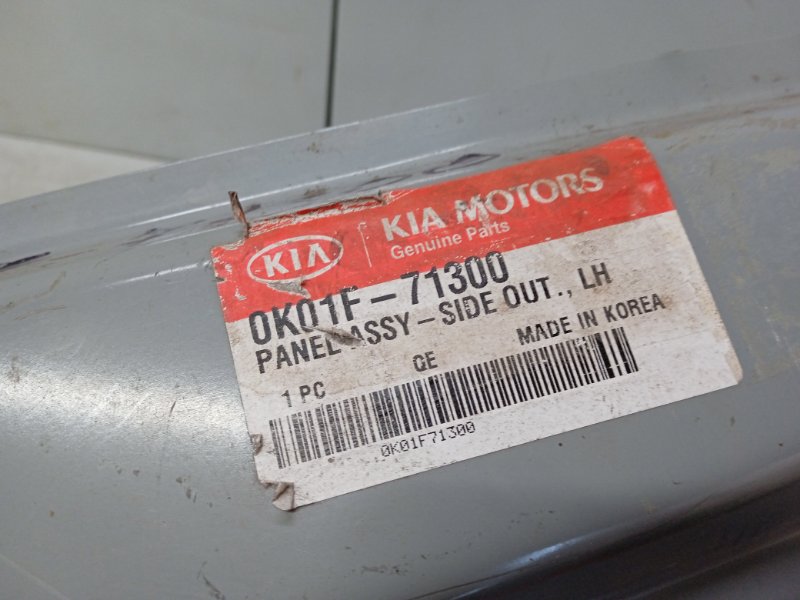 KIA
KIA MOTORS
Genuine Parts
0K01F-71300
PANEL ASSY-SIDE OUT., LH
1 PC
QE
MADE IN KOREA
0K01F71300